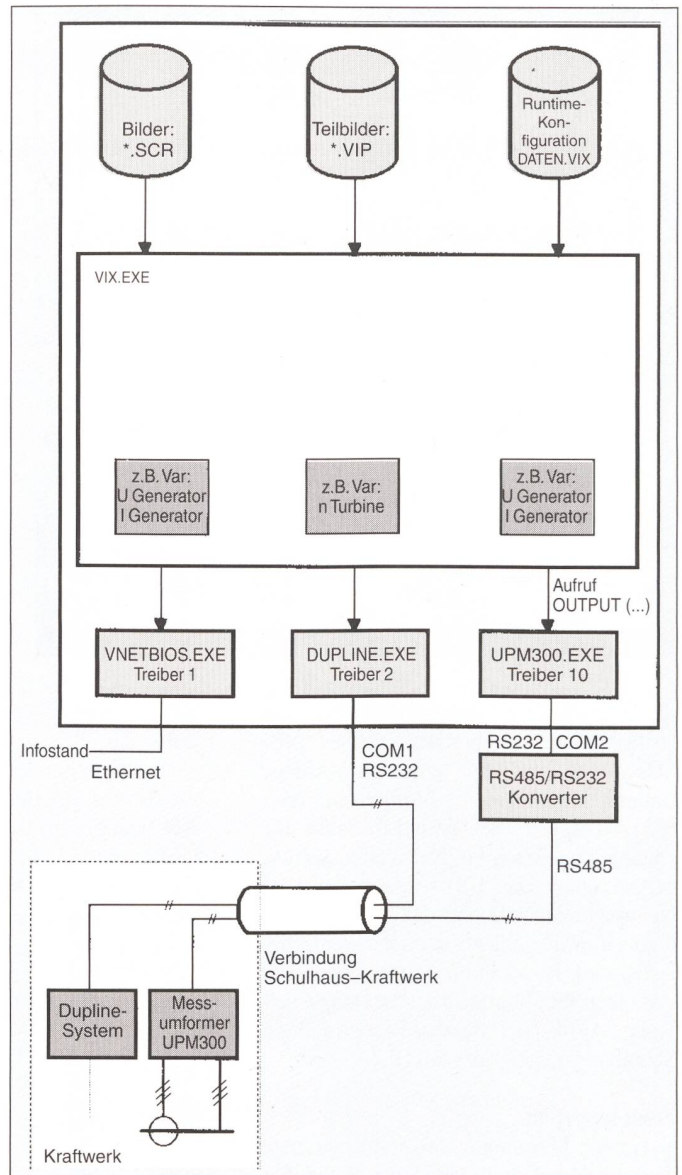 Bilder:
*.SCR
Teilbilder:
*.VIP
Runtime-
Kon-
figuration
DATEN.VIX
VIX.EXE
z.B. Var:
U Generator
I Generator
z.B. Var:
n Turbine
z.B. Var:
U Generator
I Generator
Aufruf
OUTPUT (...)
VNETBIOS.EXE
Treiber 1
DUPLINE.EXE
Treiber 2
UPM300.EXE
Treiber 10
Infostand
Ethernet
COM1
RS232
RS232 COM2
RS485/RS232
Konverter
RS485
Verbindung
Schulhaus–Kraftwerk
Dupline-
System
Mess-
umformer
UPM300
Kraftwerk